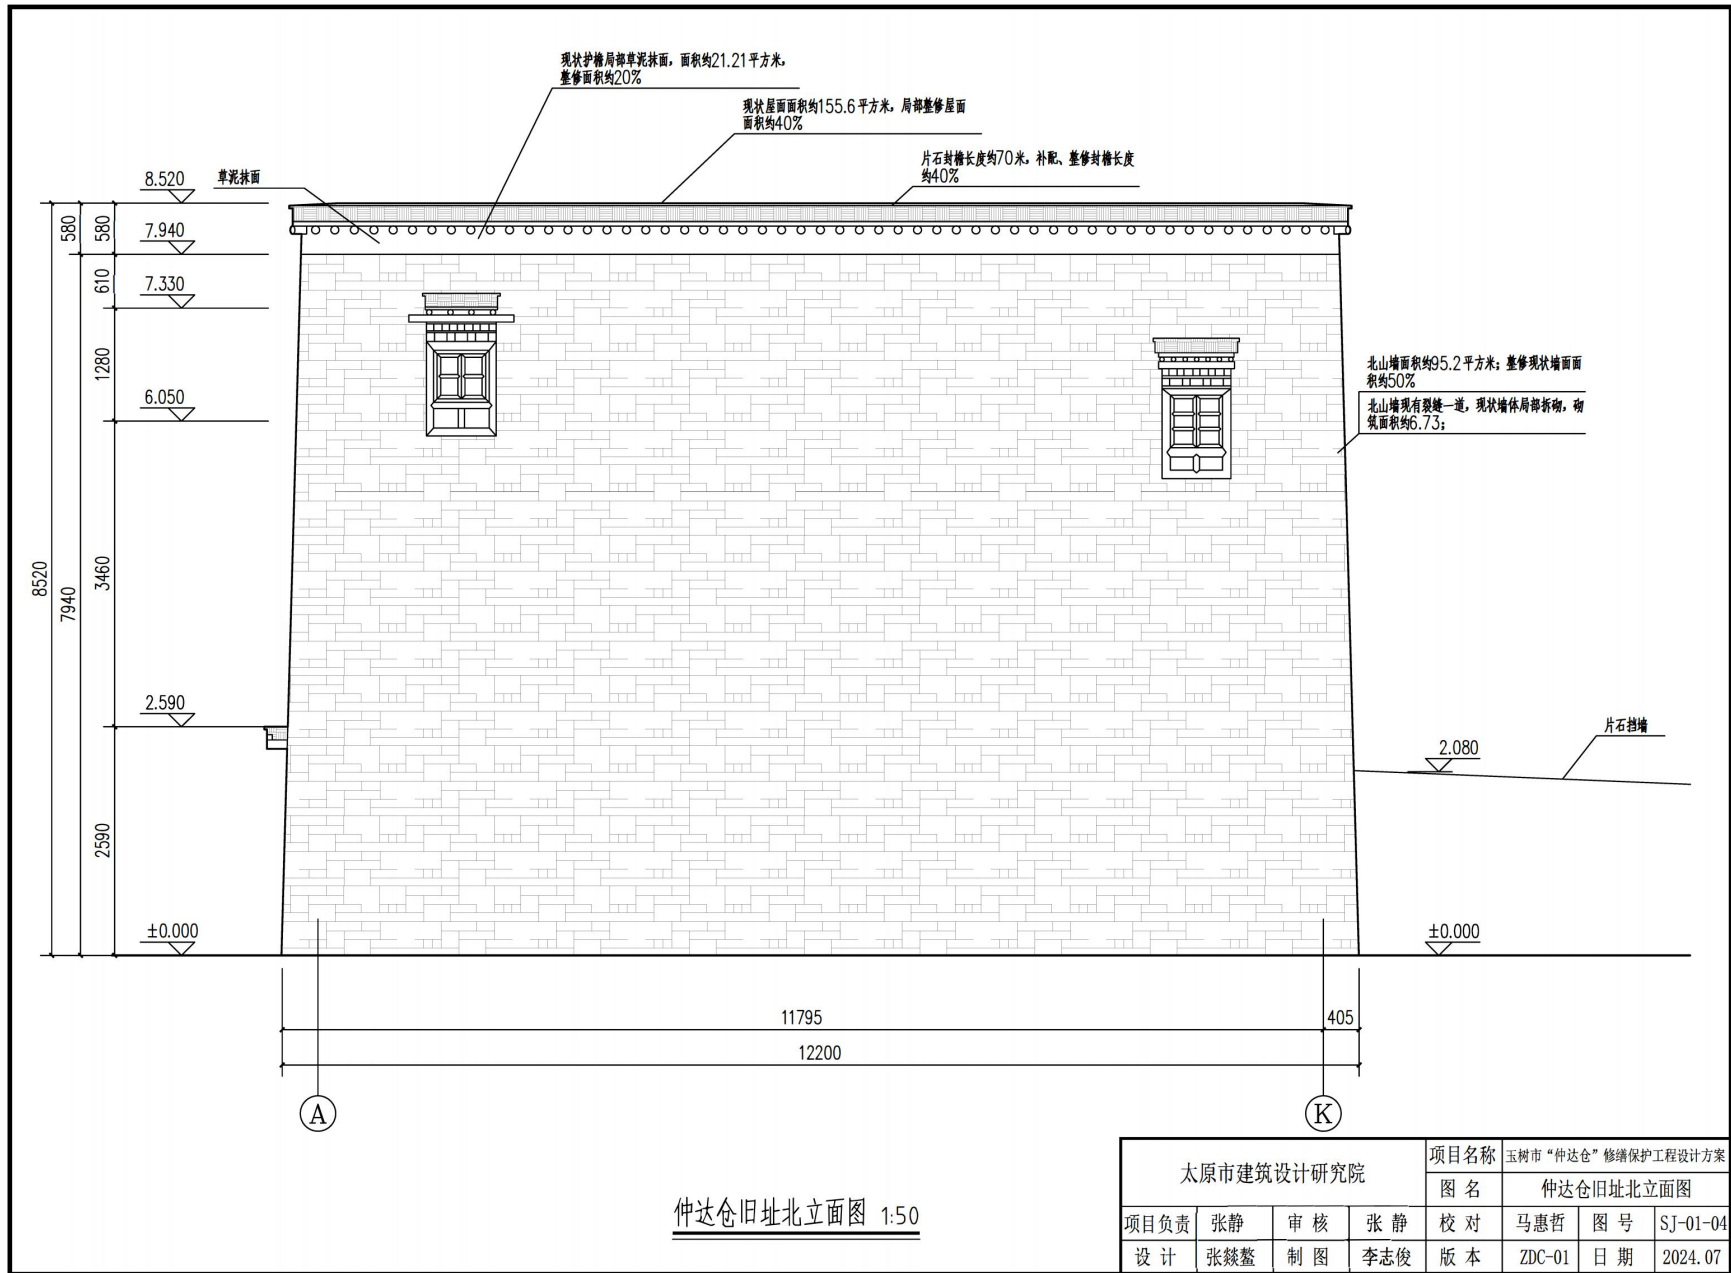 现状护檐局部草泥抹面，面积约21.21平方米，
整修面积约20%
现状屋面面积约155.6平方米，局部整修屋面
面积约40%
片石封檐长度约70米，补配、整修封檐长度
约40%
草泥抹面
8.520
7.940
7.330
6.050
2.590
±0.000
580
580
610
1280
3460
2590
7940
8520
北山墙面积约95.2平方米；整修现状墙面面
积约50%
北山墙现有裂缝一道，现状墙体局部拆砌，砌
筑面积约6.73；
片石挡墙
2.080
±0.000
11795
405
12200
A
K
仲达仓旧址北立面图 1:50
太原市建筑设计研究院
项目名称 玉树市“仲达仓”修缮保护工程设计方案
图 名 仲达仓旧址北立面图
项目负责 张静 审 核 张 静 校 对 马惠哲 图 号 SJ-01-04
设 计 张燚鳌 制 图 李志俊 版 本 ZDC-01 日 期 2024.07